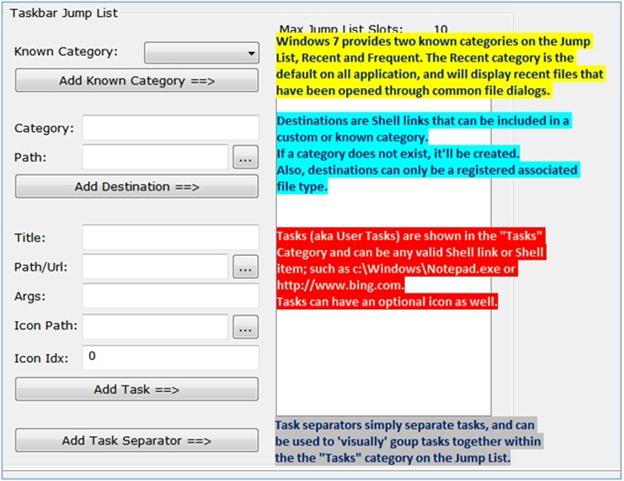 Taskbar Jump List
Max Jump List Slots: 10
Known Category:
Add Known Category ==>
Windows 7 provides two known categories on the Jump
List, Recent and Frequent. The Recent category is the
default on all application, and will display recent files that
have been opened through common file dialogs.
Category:
Path:
...
Add Destination ==>
Destinations are Shell links that can be included in a
custom or known category.
If a category does not exist, it'll be created.
Also, destinations can only be a registered associated
file type.
Title:
Path/Url:
...
Args:
Icon Path:
...
Icon Idx: 0
Add Task ==>
Tasks (aka User Tasks) are shown in the "Tasks"
Category and can be any valid Shell link or Shell
item; such as c:\Windows\Notepad.exe or
http://www.bing.com.
Tasks can have an optional icon as well.
Add Task Separator ==>
Task separators simply separate tasks, and can
be used to 'visually' goup tasks together within
the the "Tasks" category on the Jump List.